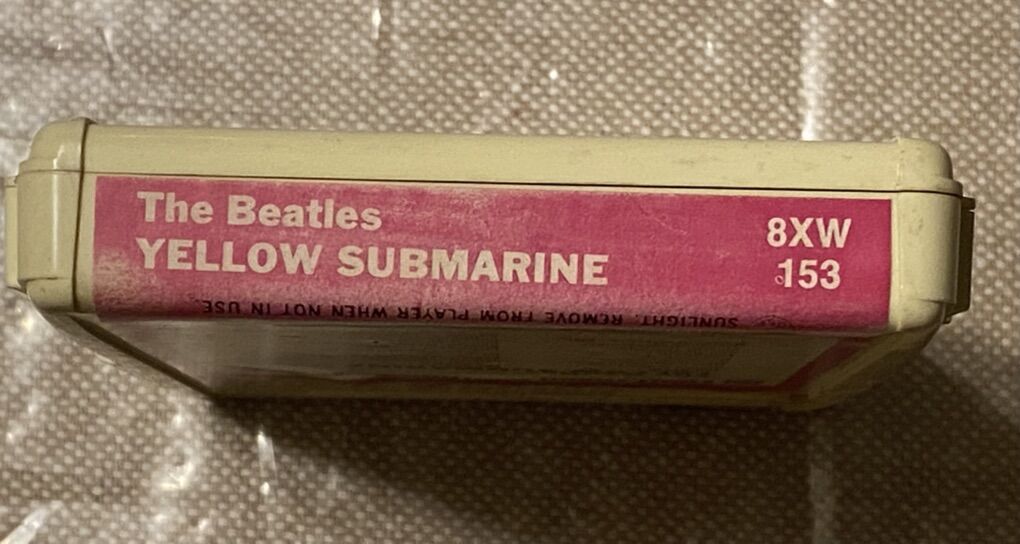 The Beatles
YELLOW SUBMARINE
8XW
153
SUNLIGHT. REMOVE FROM PLAYER WHEN NOT IN USE